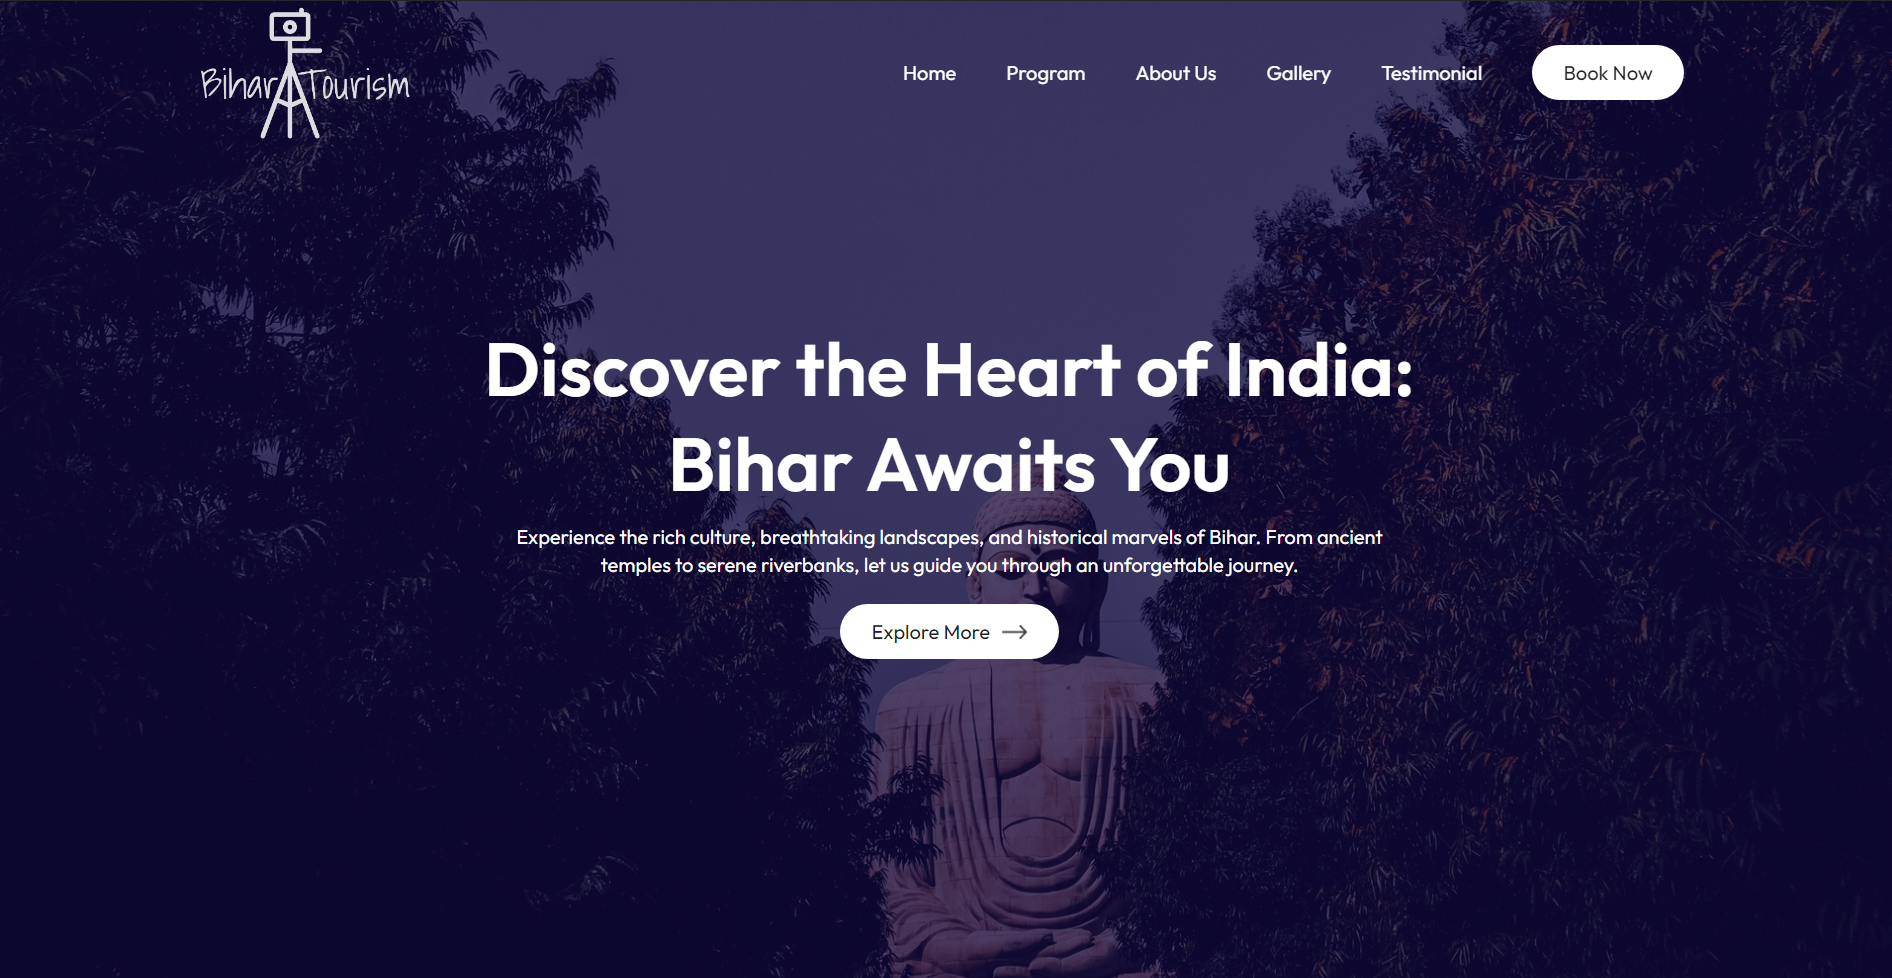 Bihar Tourism
Home
Program
About Us
Gallery
Testimonial
Book Now
Discover the Heart of India:
Bihar Awaits You
Experience the rich culture, breathtaking landscapes, and historical marvels of Bihar. From ancient
temples to serene riverbanks, let us guide you through an unforgettable journey.
Explore More